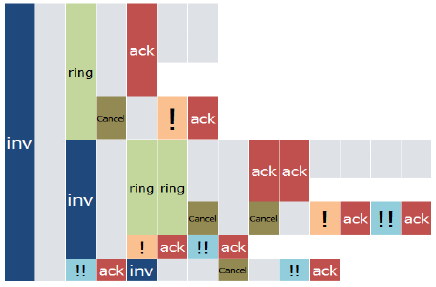 ack
ring
Cancel ! ack
inv
inv ring ring ack ack
Cancel Cancel ! ack !! ack
! ack !! ack
!! ack inv Cancel !! ack